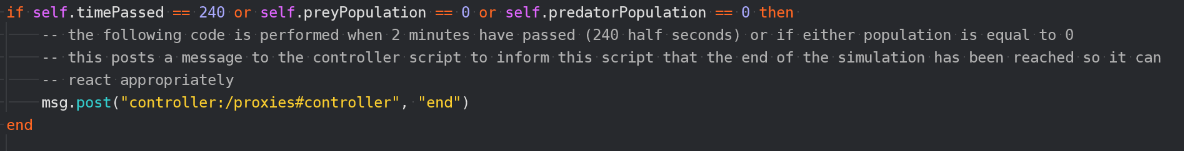 if self.timePassed == 240 or self.preyPopulation == 0 or self.predatorPopulation == 0 then
-- the following code is performed when 2 minutes have passed (240 half seconds) or if either population is equal to 0
-- this posts a message to the controller script to inform this script that the end of the simulation has been reached so it can
-- react appropriately
msg.post("controller:/proxies#controller", "end")
end